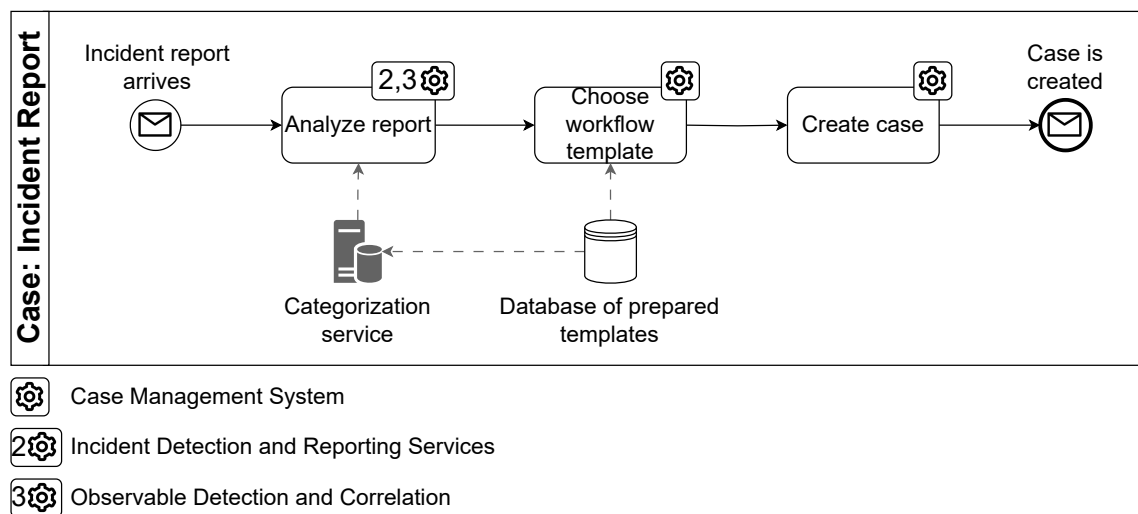 Case: Incident Report
Incident report
arrives
2,3
Analyze report
Choose
workflow
template
Create case
Case is
created
Categorization
service
Database of prepared
templates
Case Management System
2 Incident Detection and Reporting Services
3 Observable Detection and Correlation